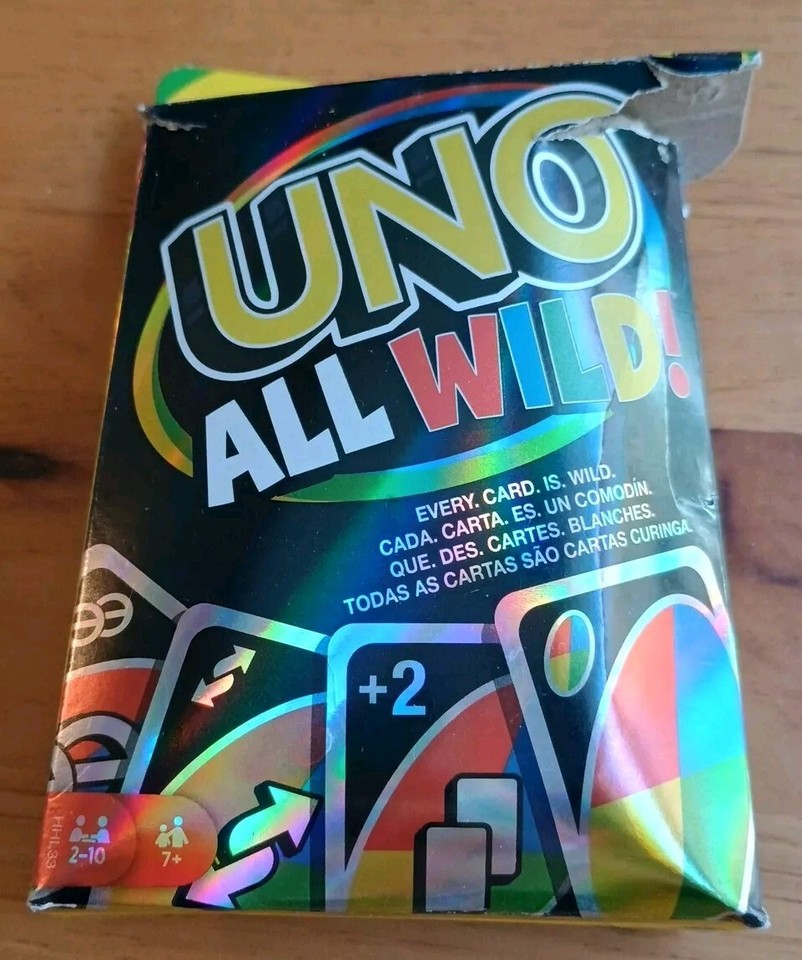 UNO
ALL WILD!
EVERY. CARD. IS. WILD.
CADA. CARTA. ES. UN COMODÍN.
QUE. DES. CARTES. BLANCHES.
TODAS AS CARTAS SÃO CARTAS CURINGA.
+2
HHL33
2-10
7+